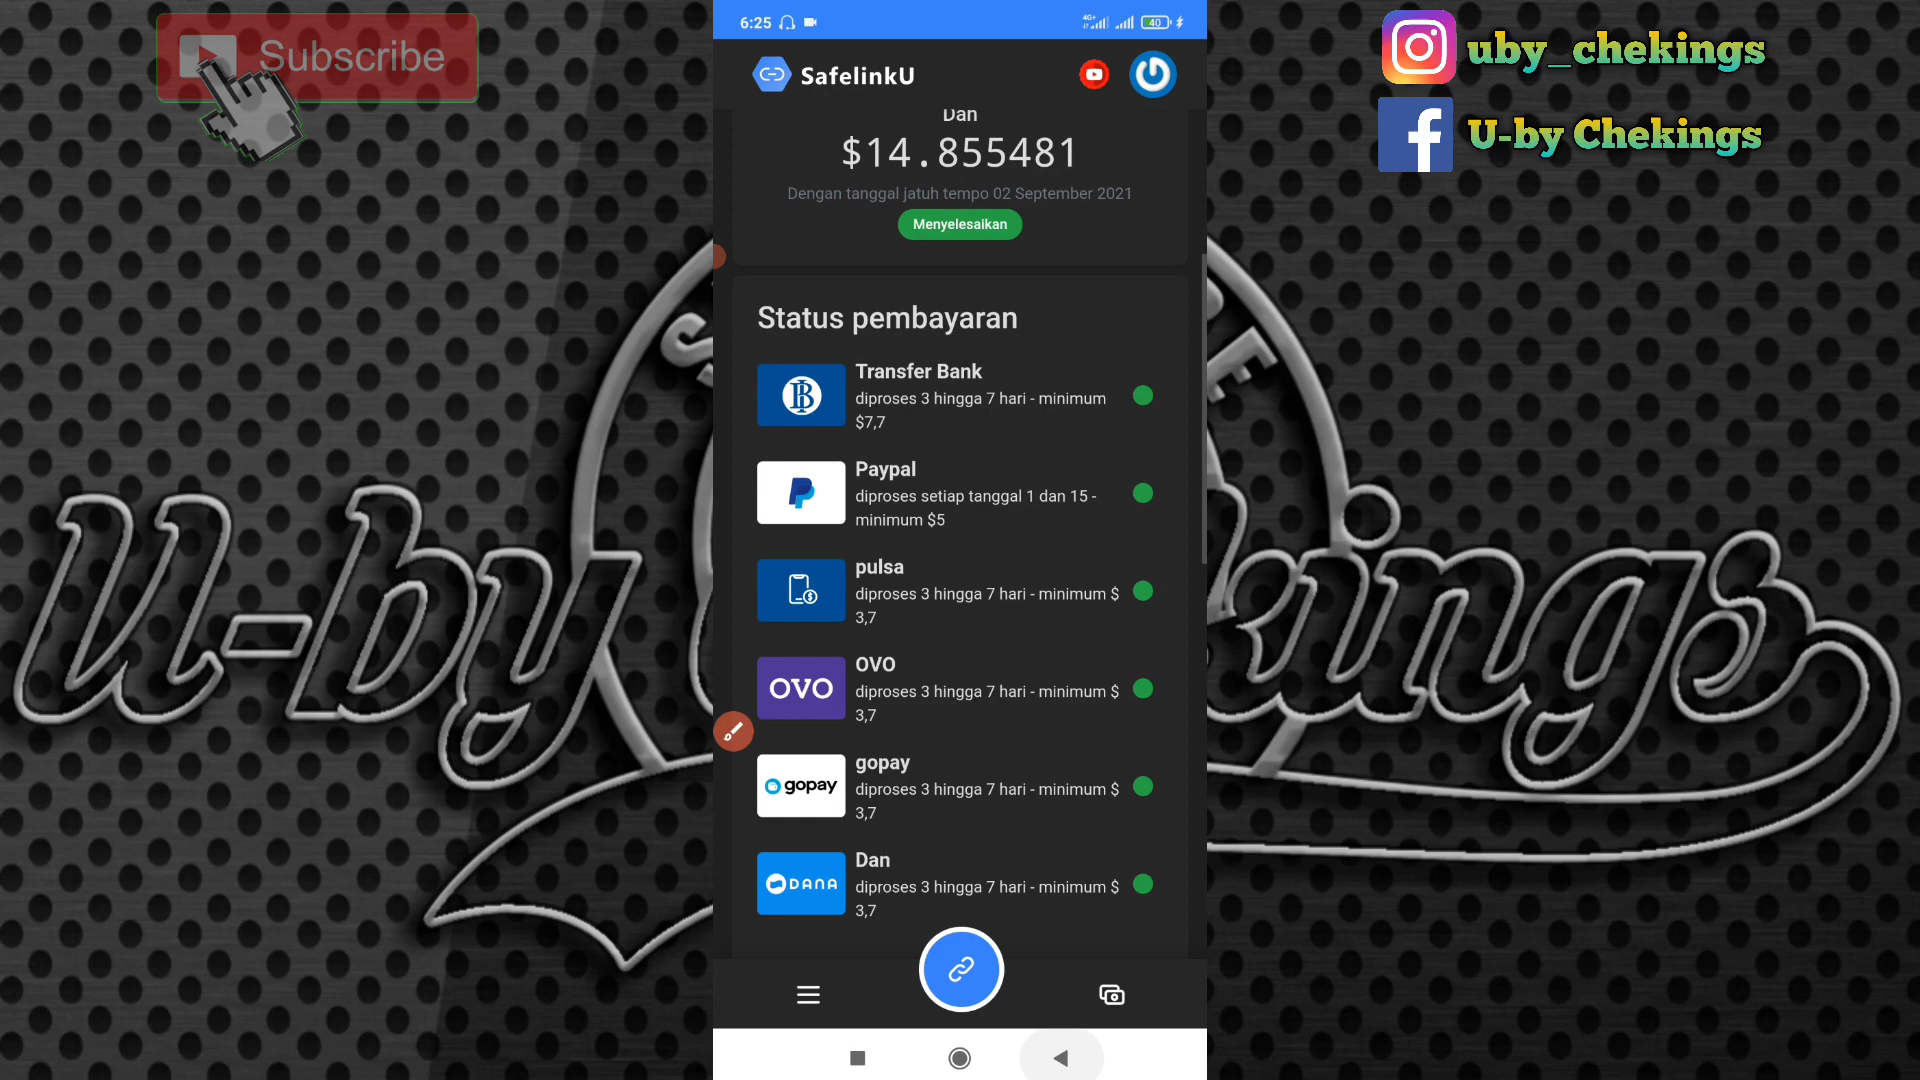 Subscribe
6:25
4G+
40
SafelinkU
Dan
$14.855481
Dengan tanggal jatuh tempo 02 September 2021
Menyelesaikan
Status pembayaran
Transfer Bank
diproses 3 hingga 7 hari - minimum
$7,7
Paypal
diproses setiap tanggal 1 dan 15 -
minimum $5
pulsa
diproses 3 hingga 7 hari - minimum $
3,7
OVO
OVO
diproses 3 hingga 7 hari - minimum $
3,7
gopay
gopay
diproses 3 hingga 7 hari - minimum $
3,7
DANA
Dan
diproses 3 hingga 7 hari - minimum $
3,7
uby_chekings
U-by Chekings
U-by
kings